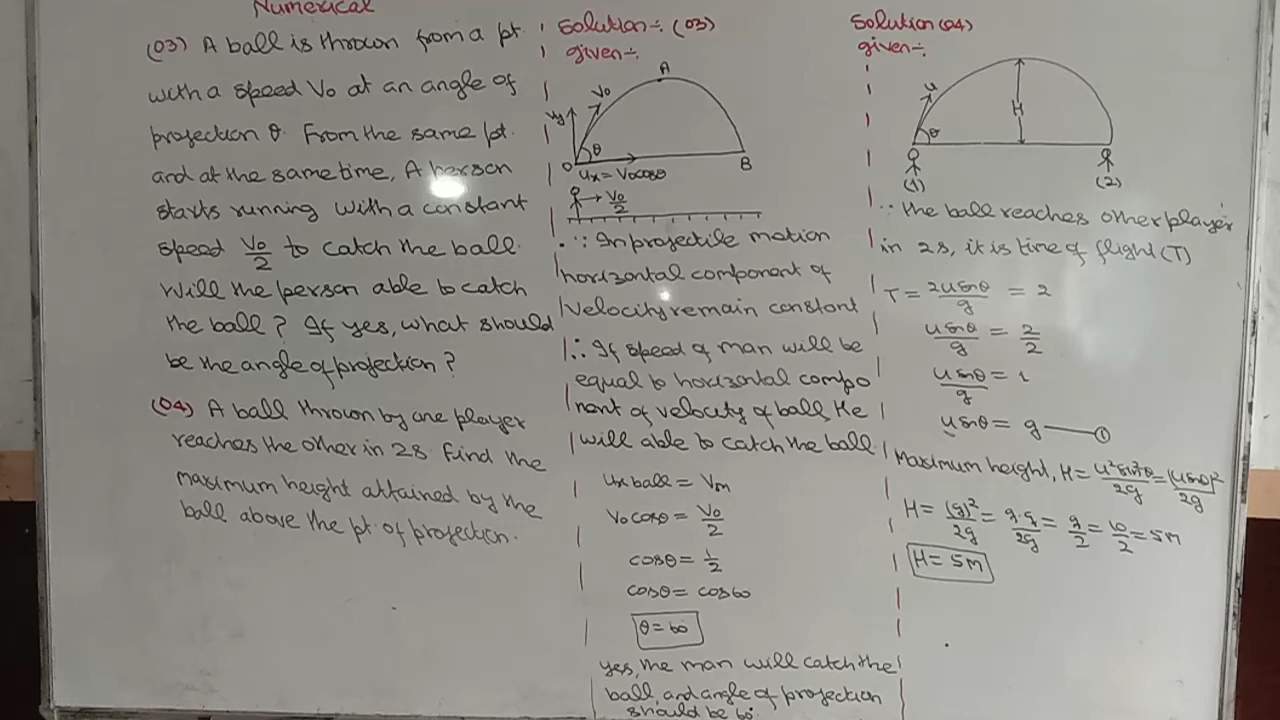 Numerical
(03) A ball is thrown from a pt.
with a speed V₀ at an angle of
projection θ. From the same pt.
and at the same time, A person
starts running with a constant
speed V₀/2 to catch the ball.
Will the person able to catch
the ball? If yes, what should
be the angle of projection?
(04) A ball thrown by one player
reaches the other in 2s. Find the
maximum height attained by the
ball above the pt. of projection.
Solution:- (03)
given:-
A
V₀
Vy
θ
O
B
ux = V₀cosθ
V₀/2
∵ In projectile motion
horizontal component of
Velocity remain constant
∴ If speed of man will be
equal to horizontal compo
nent of velocity of ball, He
will able to catch the ball
ux ball = Vm
V₀cosθ = V₀/2
cosθ = 1/2
cosθ = cos60
θ = 60°
yes, the man will catch the
ball, and angle of projection
should be 60°.
Solution (04)
given:-
u
H
θ
(1)
(2)
∵ the ball reaches other player
in 2s, it is time of flight (T)
T = 2usinθ/g = 2
usinθ/g = 2/2
usinθ/g = 1
usinθ = g ①
Maximum height, H = u²sin²θ/2g = (usinθ)²/2g
H = (g)²/2g = g.g/2g = g/2 = 10/2 = 5m
H = 5m